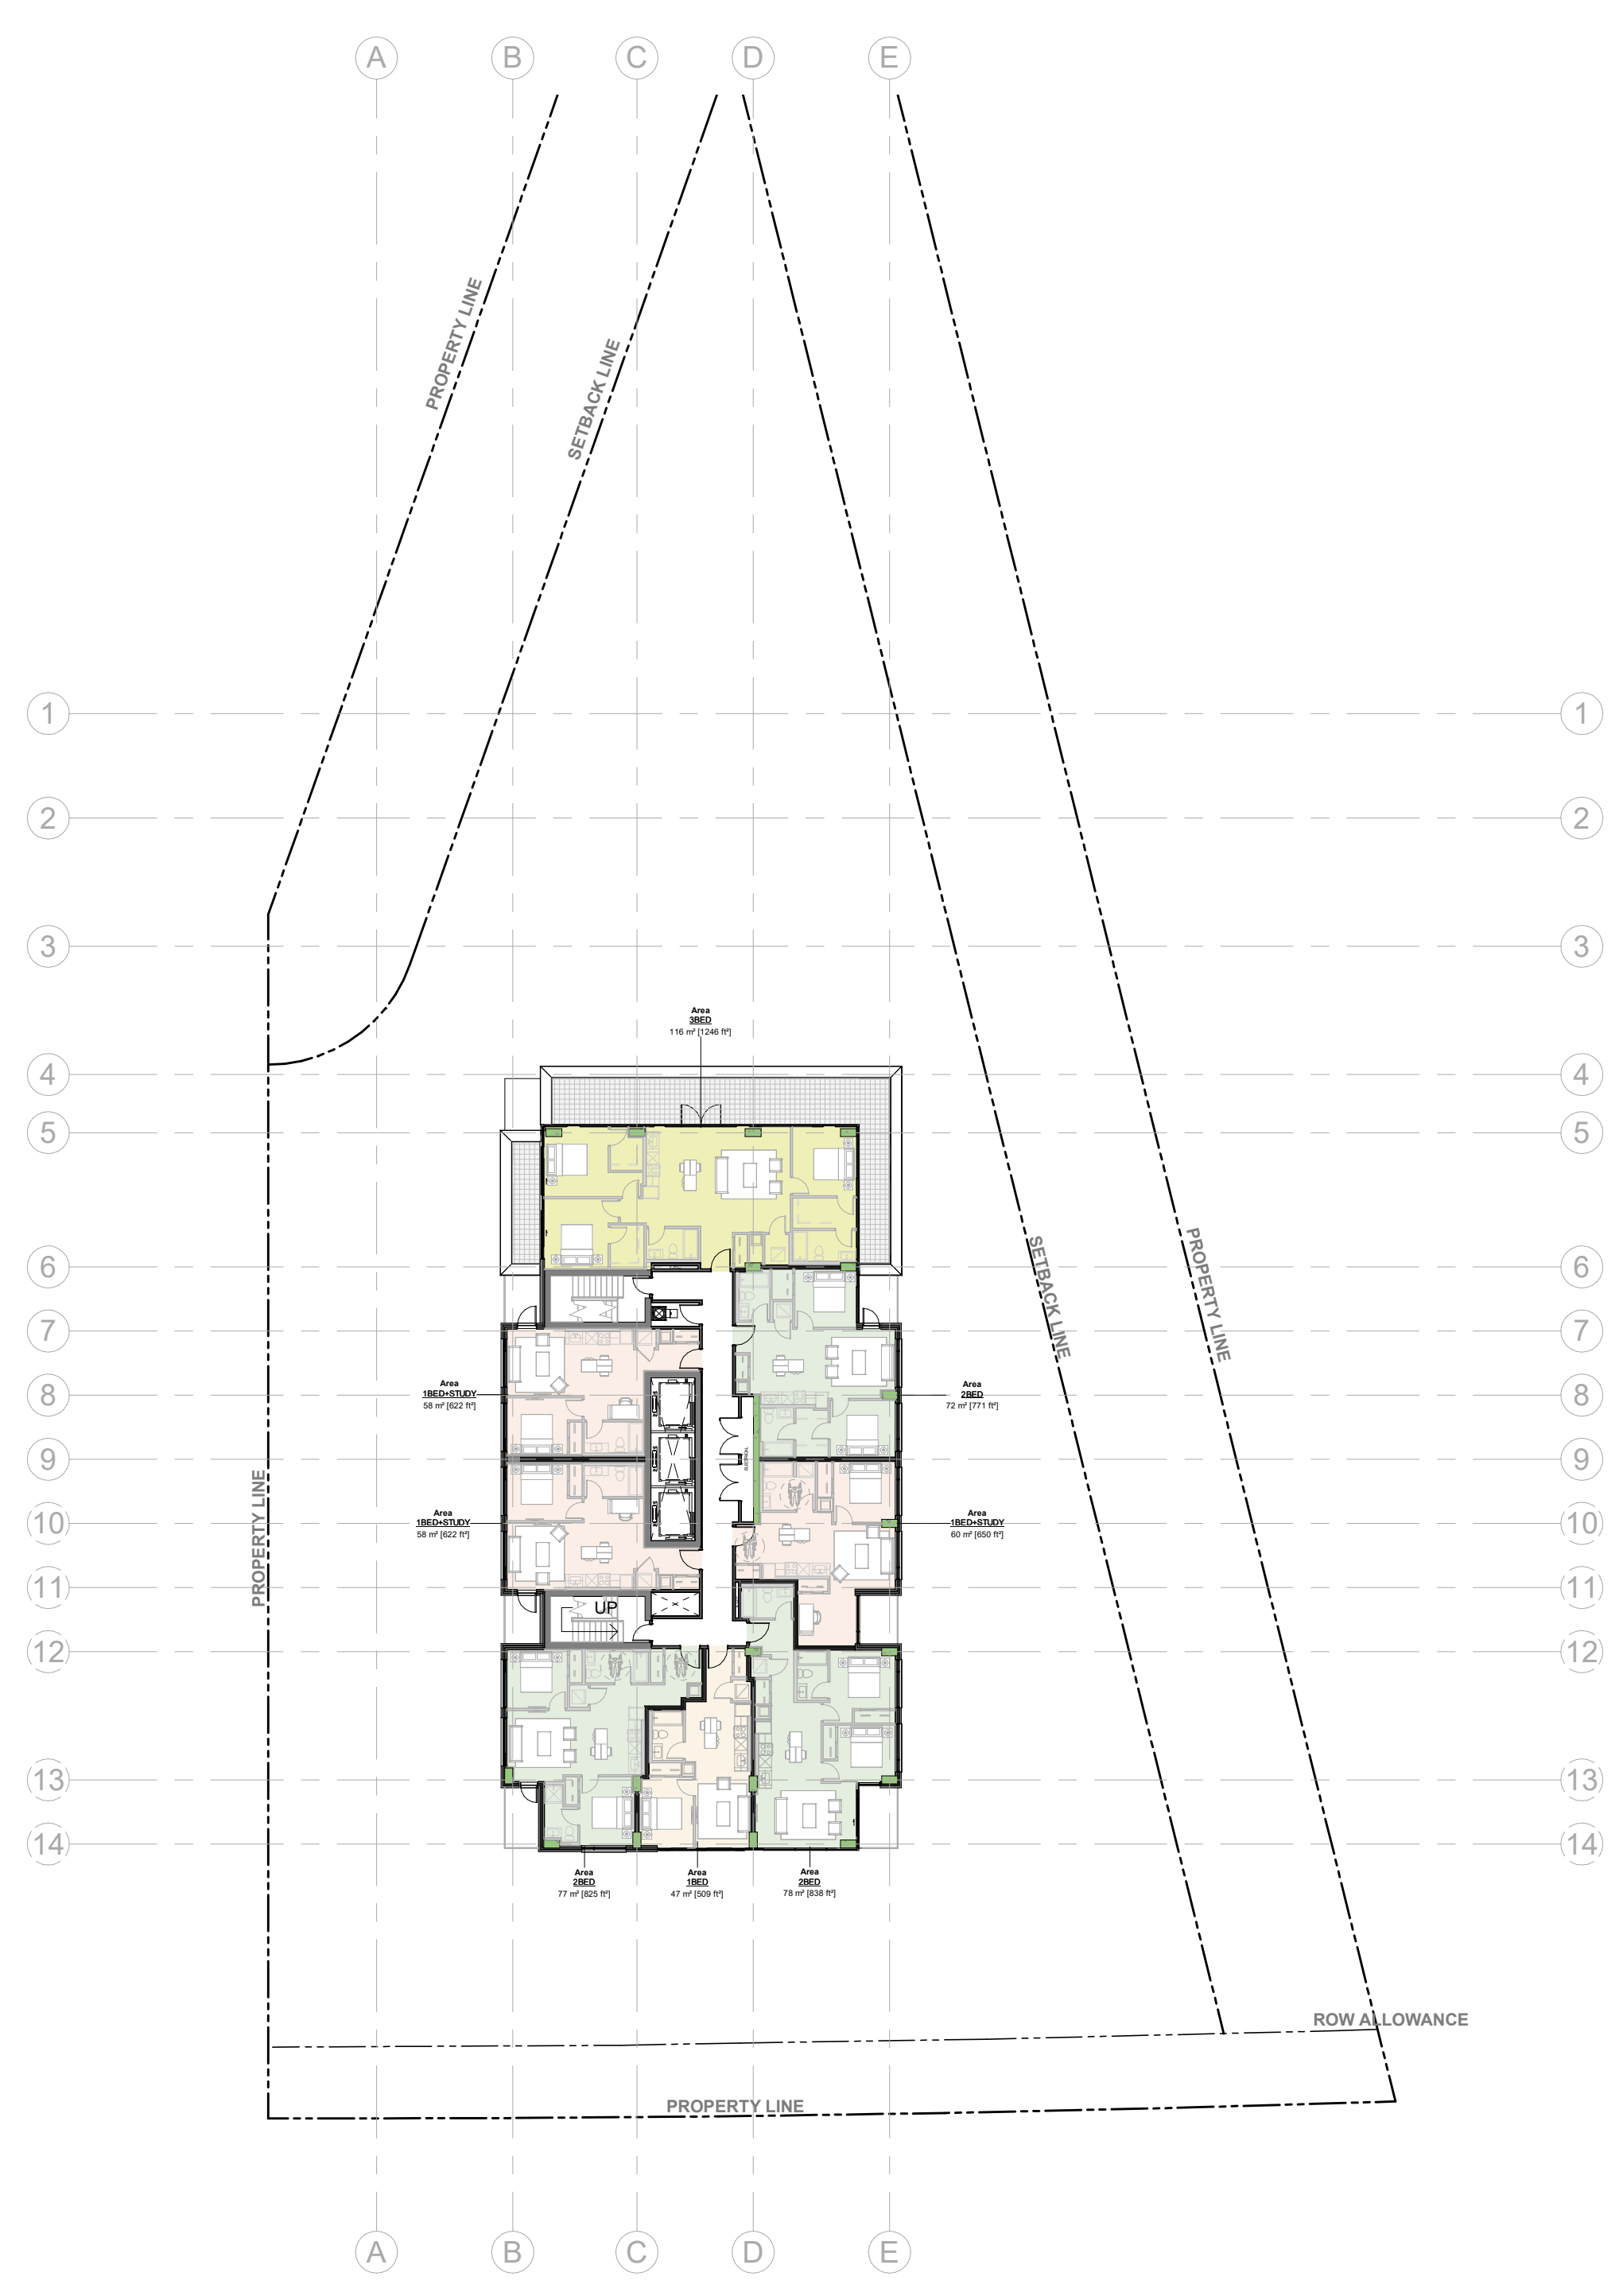 A B C D E
PROPERTY LINE
SETBACK LINE
1 1
2 2
3 3
Area
3BED
116 m² [1246 ft²]
4 4
5 5
6 6
SETBACK LINE
PROPERTY LINE
7 7
Area
1BED+STUDY
58 m² [622 ft²]
Area
2BED
72 m² [771 ft²]
8 8
ELECTRICAL
9 9
PROPERTY LINE
Area
1BED+STUDY
58 m² [622 ft²]
Area
1BED+STUDY
60 m² [650 ft²]
10 10
11 11
UP
12 12
13 13
14 14
Area
2BED
77 m² [825 ft²]
Area
1BED
47 m² [509 ft²]
Area
2BED
78 m² [838 ft²]
ROW ALLOWANCE
PROPERTY LINE
A B C D E